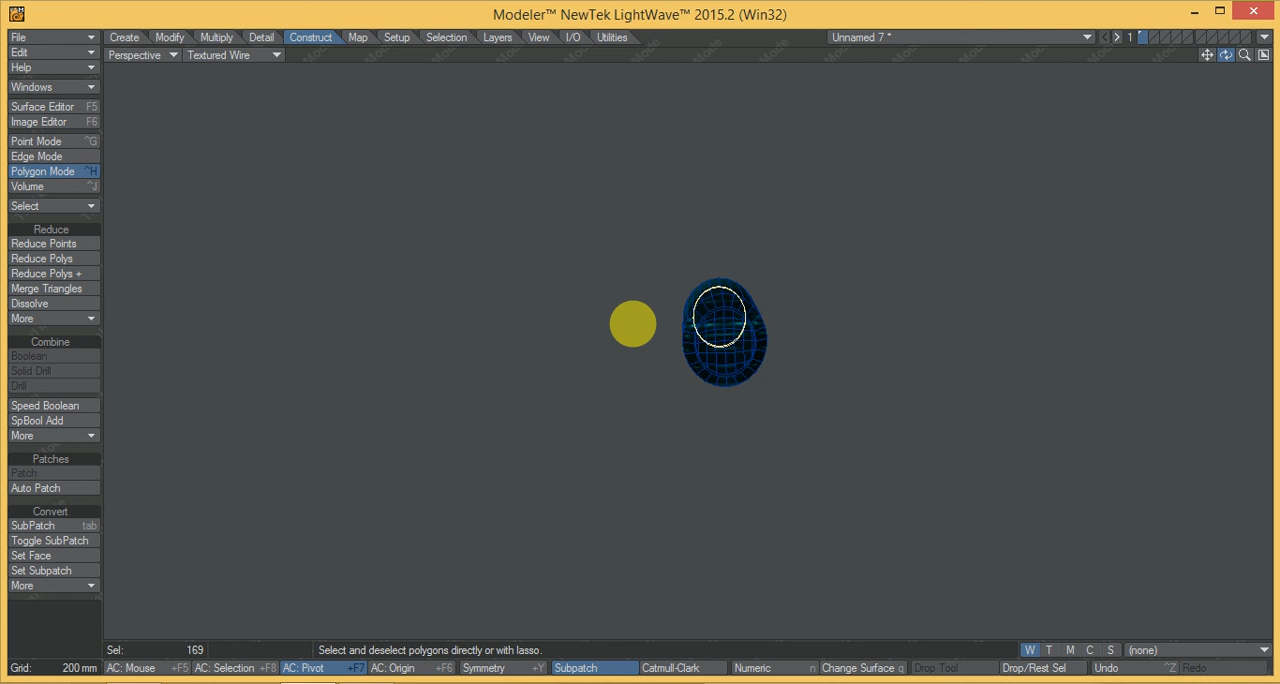 Modeler™ NewTek LightWave™ 2015.2 (Win32)
File Create Modify Multiply Detail Construct Map Setup Selection Layers View I/O Utilities Unnamed 7 * 1
Edit
Perspective Textured Wire
Help
Windows
Surface Editor F5
Image Editor F6
Point Mode ^G
Edge Mode
Polygon Mode ^H
Volume ^J
Select
Reduce
Reduce Points
Reduce Polys
Reduce Polys +
Merge Triangles
Dissolve
More
Combine
Boolean
Solid Drill
Drill
Speed Boolean
SpBool Add
More
Patches
Patch
Auto Patch
Convert
SubPatch tab
Toggle SubPatch
Set Face
Set Subpatch
More
Sel: 169 Select and deselect polygons directly or with lasso. W T M C S (none)
Grid: 200 mm AC: Mouse +F5 AC: Selection +F8 AC: Pivot +F7 AC: Origin +F6 Symmetry +Y Subpatch Catmull-Clark Numeric n Change Surface q Drop Tool Drop/Rest Sel Undo ^Z Redo